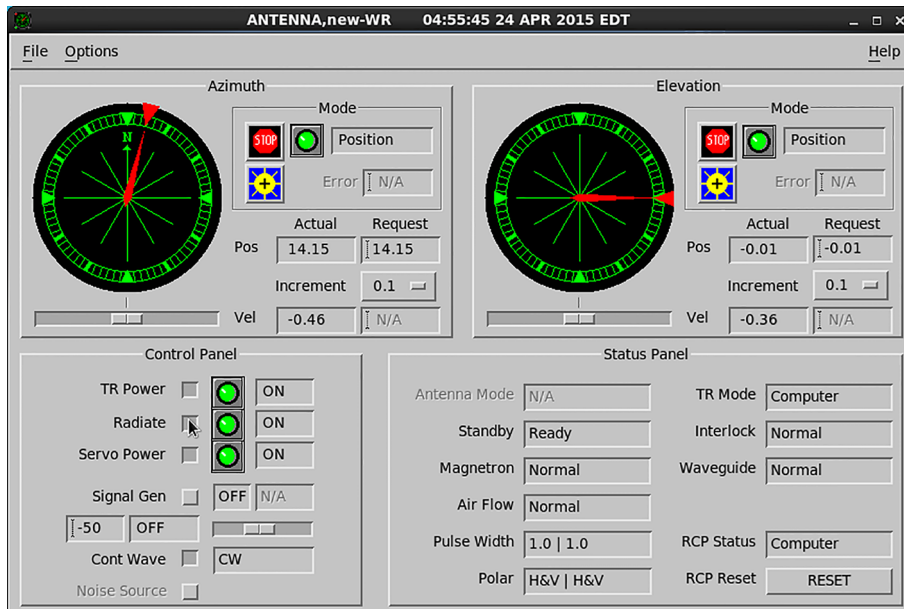 ANTENNA,new-WR 04:55:45 24 APR 2015 EDT
File Options Help
Azimuth
Mode
N
STOP
Position
Error N/A
Actual Request
Pos 14.15 14.15
Increment 0.1
Vel -0.46 N/A
Elevation
Mode
STOP
Position
Error N/A
Actual Request
Pos -0.01 -0.01
Increment 0.1
Vel -0.36 N/A
Control Panel
TR Power ON
Radiate ON
Servo Power ON
Signal Gen OFF N/A
-50 OFF
Cont Wave CW
Noise Source
Status Panel
Antenna Mode N/A TR Mode Computer
Standby Ready Interlock Normal
Magnetron Normal Waveguide Normal
Air Flow Normal
Pulse Width 1.0 | 1.0 RCP Status Computer
Polar H&V | H&V RCP Reset RESET